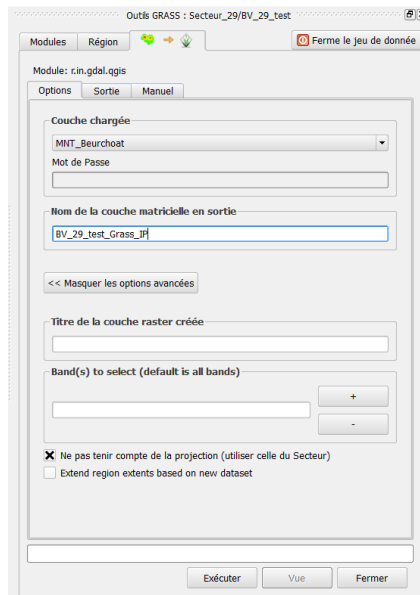 Outils GRASS : Secteur_29/BV_29_test
Modules Région Ferme le jeu de donnée
Module: r.in.gdal.qgis
Options Sortie Manuel
Couche chargée
MNT_Beurchoat
Mot de Passe
Nom de la couche matricielle en sortie
BV_29_test_Grass_IP
<< Masquer les options avancées
Titre de la couche raster créée
Band(s) to select (default is all bands)
+
-
Ne pas tenir compte de la projection (utiliser celle du Secteur)
Extend region extents based on new dataset
Exécuter Vue Fermer